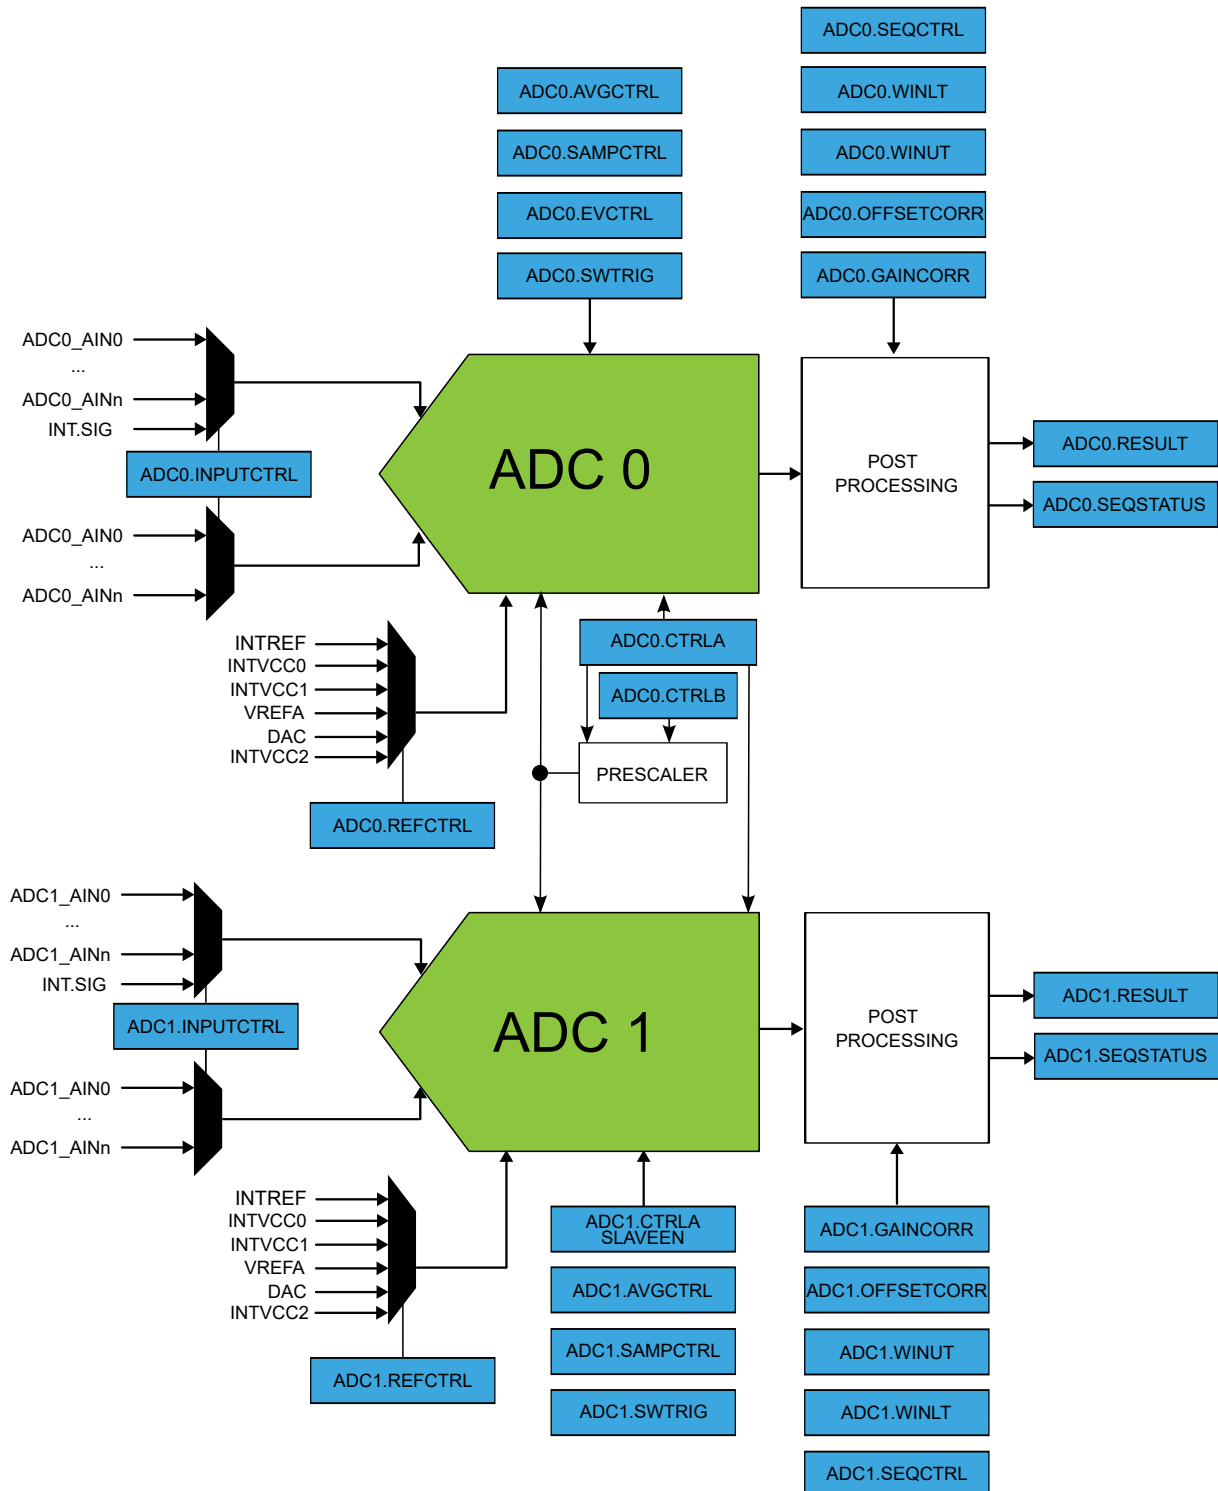 ADC0.SEQCTRL
ADC0.AVGCTRL
ADC0.WINLT
ADC0.SAMPCTRL
ADC0.WINUT
ADC0.EVCTRL
ADC0.OFFSETCORR
ADC0.SWTRIG
ADC0.GAINCORR
ADC0_AIN0
...
ADC0_AINn
INT.SIG
ADC0.INPUTCTRL
ADC0_AIN0
...
ADC0_AINn
ADC 0
POST
PROCESSING
ADC0.RESULT
ADC0.SEQSTATUS
INTREF
INTVCC0
INTVCC1
VREFA
DAC
INTVCC2
ADC0.REFCTRL
ADC0.CTRLA
ADC0.CTRLB
PRESCALER
ADC1_AIN0
...
ADC1_AINn
INT.SIG
ADC1.INPUTCTRL
ADC1_AIN0
...
ADC1_AINn
ADC 1
POST
PROCESSING
ADC1.RESULT
ADC1.SEQSTATUS
INTREF
INTVCC0
INTVCC1
VREFA
DAC
INTVCC2
ADC1.REFCTRL
ADC1.CTRLA
SLAVEEN
ADC1.AVGCTRL
ADC1.SAMPCTRL
ADC1.SWTRIG
ADC1.GAINCORR
ADC1.OFFSETCORR
ADC1.WINUT
ADC1.WINLT
ADC1.SEQCTRL